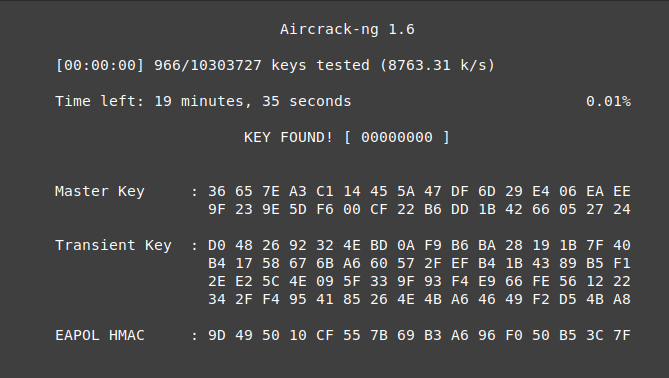 Aircrack-ng 1.6
[00:00:00] 966/10303727 keys tested (8763.31 k/s)
Time left: 19 minutes, 35 seconds 0.01%
KEY FOUND! [ 00000000 ]
Master Key : 36 65 7E A3 C1 14 45 5A 47 DF 6D 29 E4 06 EA EE
9F 23 9E 5D F6 00 CF 22 B6 DD 1B 42 66 05 27 24
Transient Key : D0 48 26 92 32 4E BD 0A F9 B6 BA 28 19 1B 7F 40
B4 17 58 67 6B A6 60 57 2F EF B4 1B 43 89 B5 F1
2E E2 5C 4E 09 5F 33 9F 93 F4 E9 66 FE 56 12 22
34 2F F4 95 41 85 26 4E 4B A6 46 49 F2 D5 4B A8
EAPOL HMAC : 9D 49 50 10 CF 55 7B 69 B3 A6 96 F0 50 B5 3C 7F